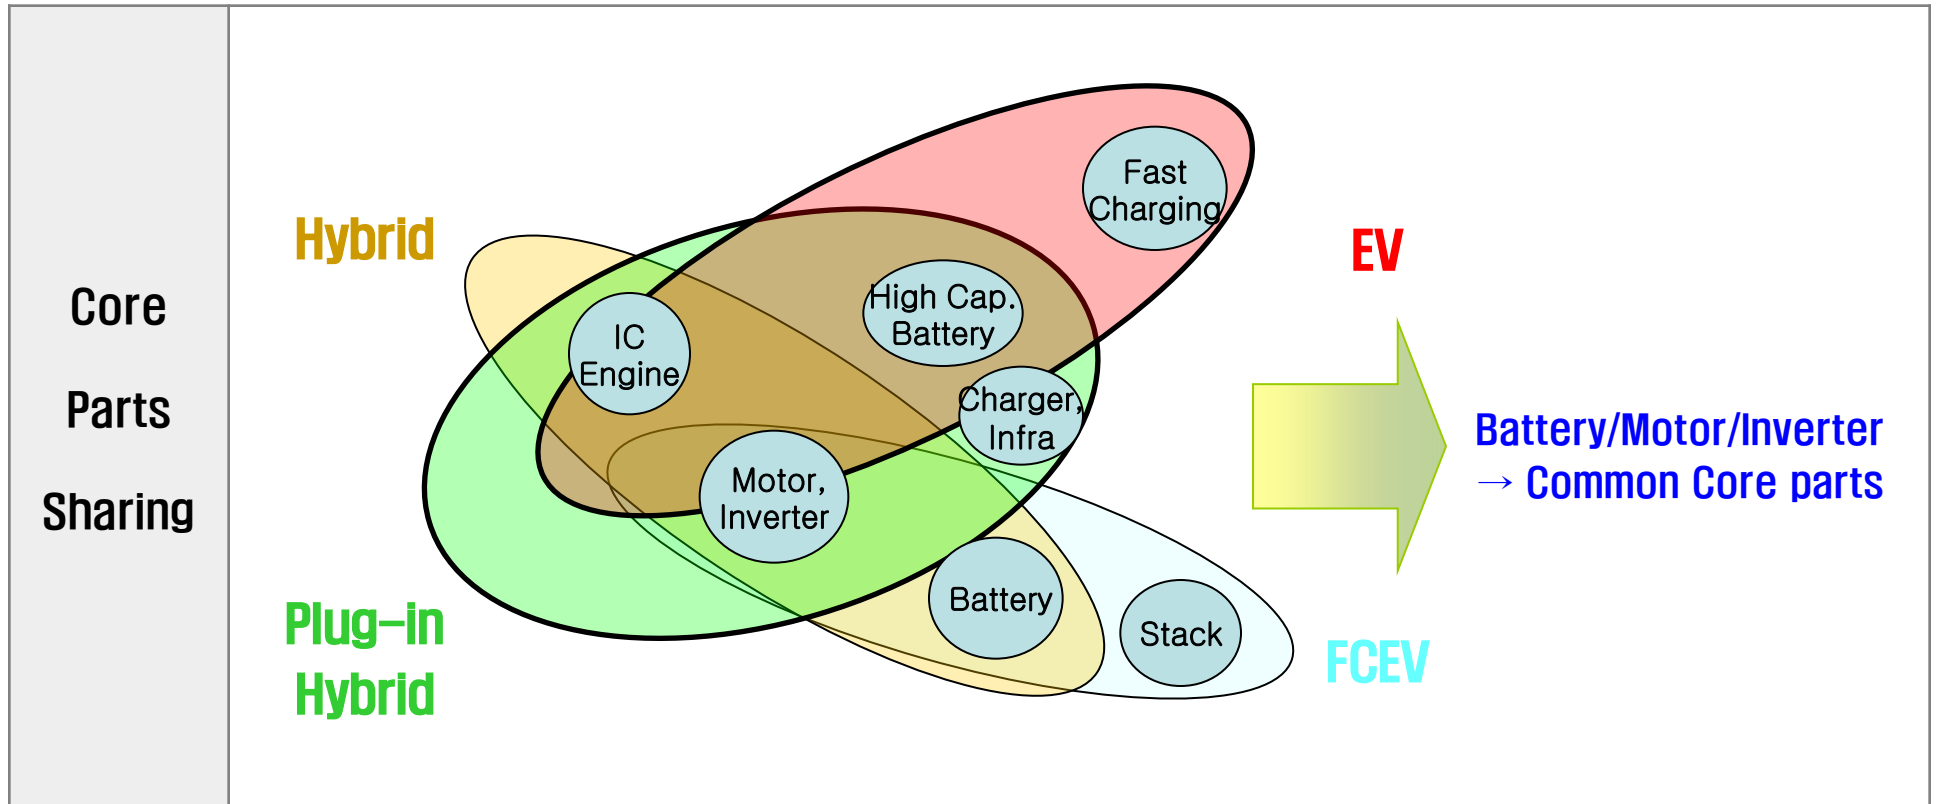 Core
Parts
Sharing
Hybrid
Plug-in
Hybrid
EV
FCEV
Fast
Charging
High Cap.
Battery
IC
Engine
Charger,
Infra
Motor,
Inverter
Battery
Stack
Battery/Motor/Inverter
→ Common Core parts